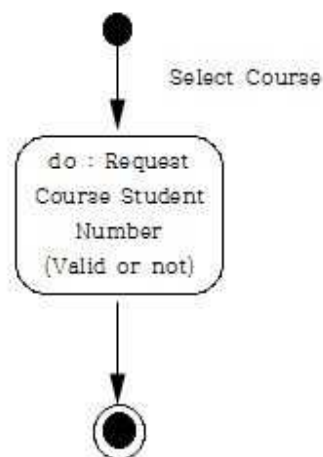 Select Course
do : Request
Course Student
Number
(Valid or not)